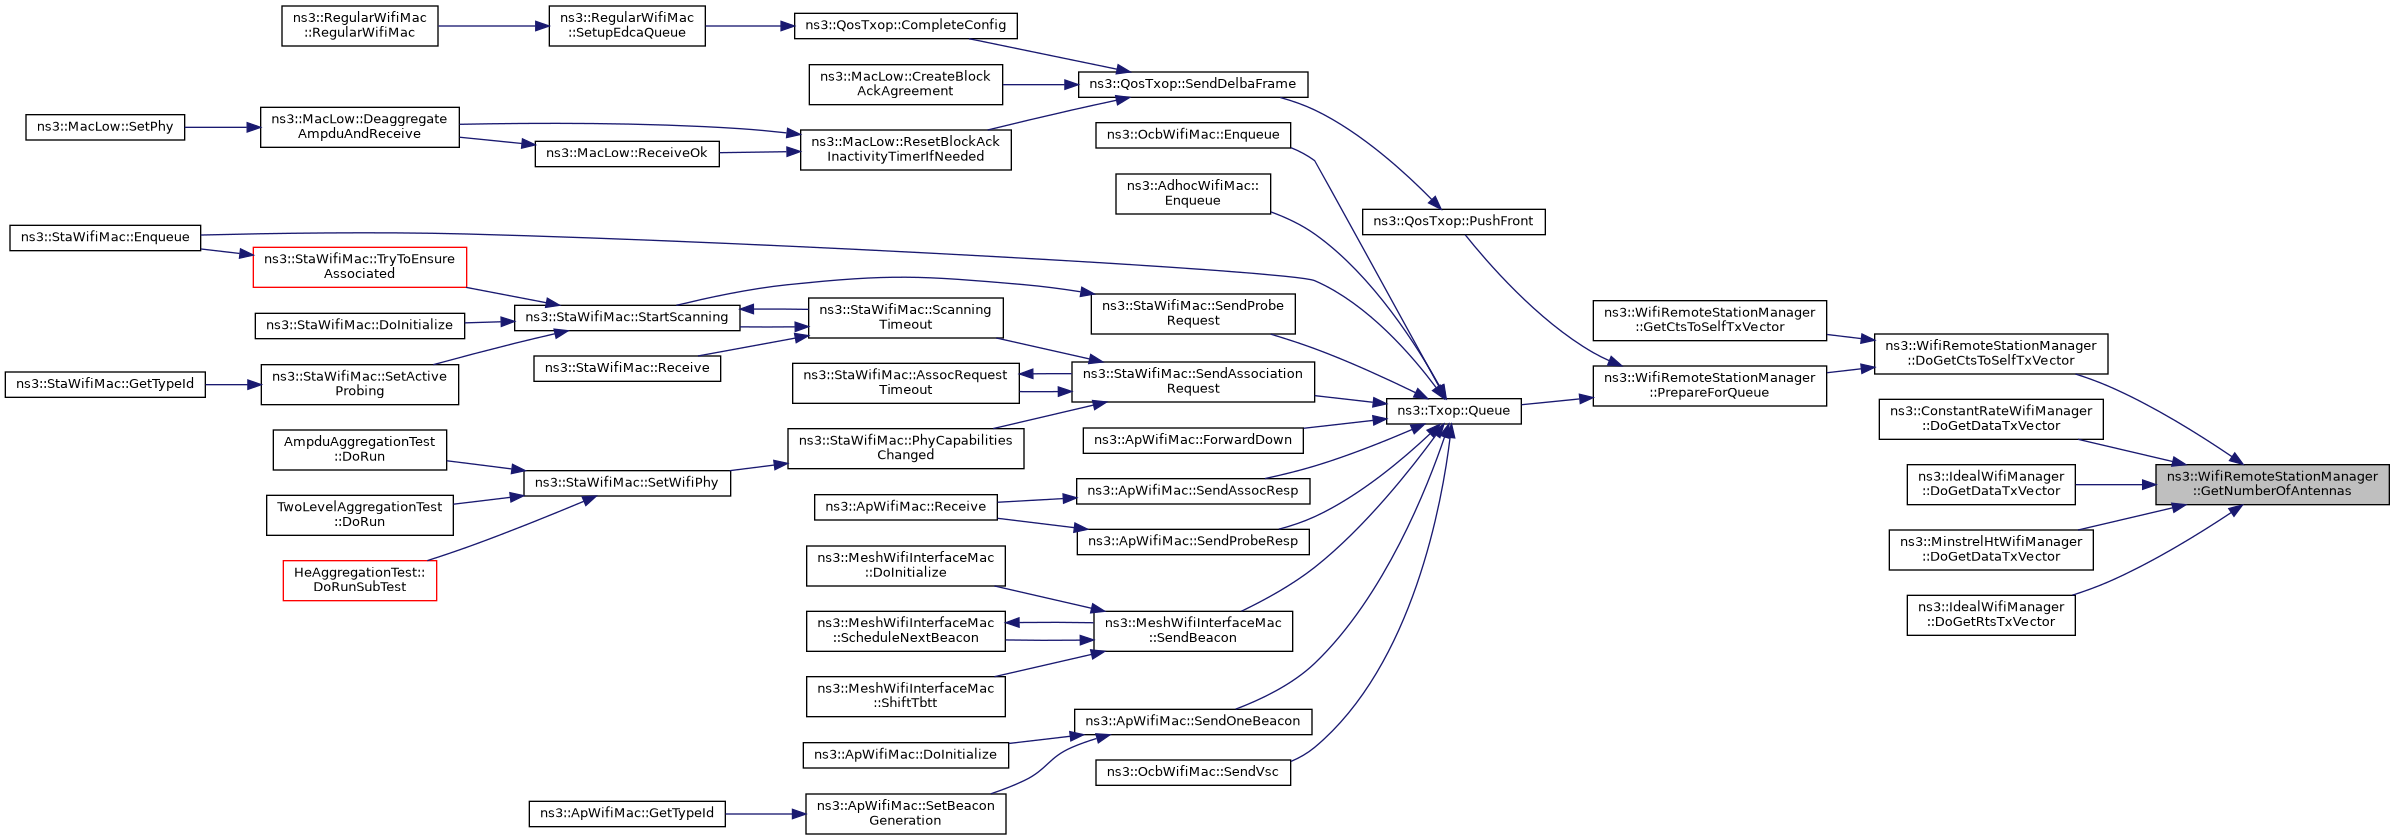 ns3::RegularWifiMac
::RegularWifiMac
ns3::RegularWifiMac
::SetupEdcaQueue
ns3::QosTxop::CompleteConfig
ns3::MacLow::CreateBlock
AckAgreement
ns3::QosTxop::SendDelbaFrame
ns3::MacLow::SetPhy
ns3::MacLow::Deaggregate
AmpduAndReceive
ns3::MacLow::ReceiveOk
ns3::MacLow::ResetBlockAck
InactivityTimerIfNeeded
ns3::OcbWifiMac::Enqueue
ns3::AdhocWifiMac::
Enqueue
ns3::QosTxop::PushFront
ns3::StaWifiMac::Enqueue
ns3::StaWifiMac::TryToEnsure
Associated
ns3::StaWifiMac::DoInitialize
ns3::StaWifiMac::StartScanning
ns3::StaWifiMac::Scanning
Timeout
ns3::StaWifiMac::SendProbe
Request
ns3::StaWifiMac::GetTypeId
ns3::StaWifiMac::SetActive
Probing
ns3::StaWifiMac::Receive
ns3::StaWifiMac::AssocRequest
Timeout
ns3::StaWifiMac::SendAssociation
Request
ns3::WifiRemoteStationManager
::GetCtsToSelfTxVector
ns3::WifiRemoteStationManager
::PrepareForQueue
ns3::WifiRemoteStationManager
::DoGetCtsToSelfTxVector
ns3::Txop::Queue
ns3::ApWifiMac::ForwardDown
ns3::StaWifiMac::PhyCapabilities
Changed
ns3::ConstantRateWifiManager
::DoGetDataTxVector
ns3::IdealWifiManager
::DoGetDataTxVector
ns3::WifiRemoteStationManager
::GetNumberOfAntennas
ns3::MinstrelHtWifiManager
::DoGetDataTxVector
ns3::IdealWifiManager
::DoGetRtsTxVector
AmpduAggregationTest
::DoRun
TwoLevelAggregationTest
::DoRun
HeAggregationTest::
DoRunSubTest
ns3::StaWifiMac::SetWifiPhy
ns3::ApWifiMac::Receive
ns3::ApWifiMac::SendAssocResp
ns3::ApWifiMac::SendProbeResp
ns3::MeshWifiInterfaceMac
::DoInitialize
ns3::MeshWifiInterfaceMac
::ScheduleNextBeacon
ns3::MeshWifiInterfaceMac
::SendBeacon
ns3::MeshWifiInterfaceMac
::ShiftTbtt
ns3::ApWifiMac::DoInitialize
ns3::ApWifiMac::SendOneBeacon
ns3::OcbWifiMac::SendVsc
ns3::ApWifiMac::GetTypeId
ns3::ApWifiMac::SetBeacon
Generation